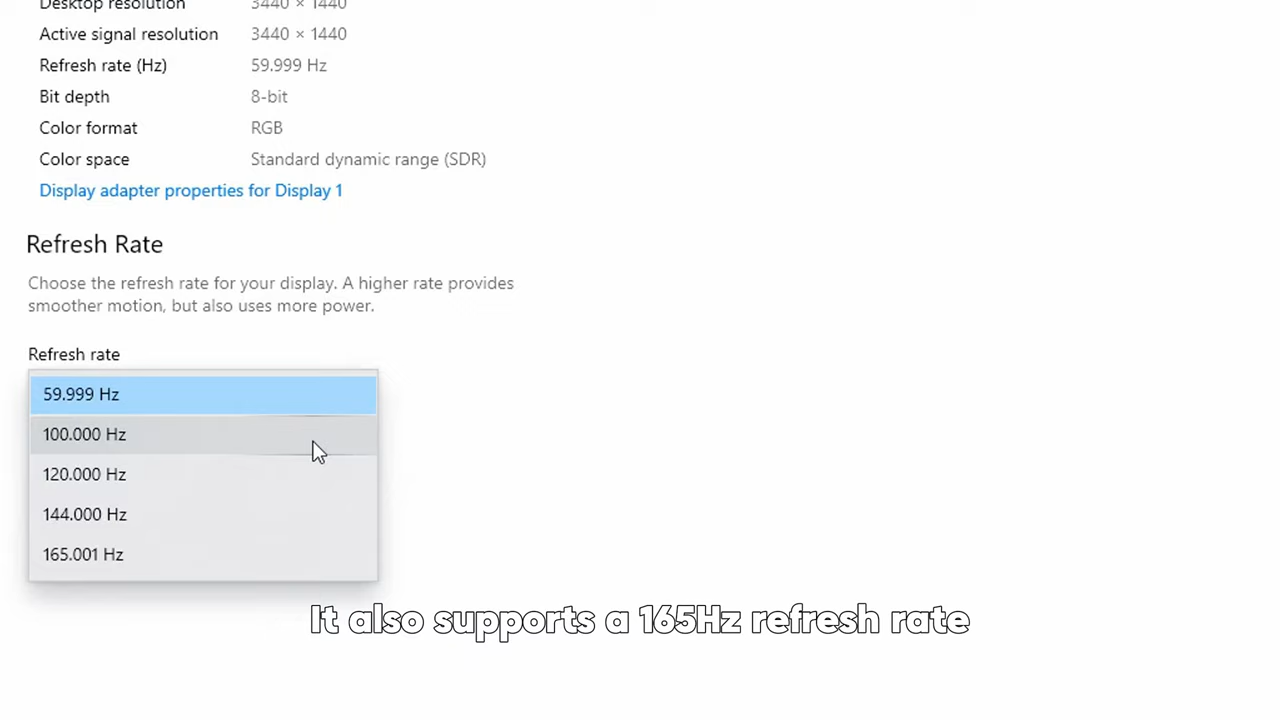 Desktop resolution 3440 × 1440
Active signal resolution 3440 × 1440
Refresh rate (Hz) 59.999 Hz
Bit depth 8-bit
Color format RGB
Color space Standard dynamic range (SDR)
Display adapter properties for Display 1
Refresh Rate
Choose the refresh rate for your display. A higher rate provides
smoother motion, but also uses more power.
Refresh rate
59.999 Hz
100.000 Hz
120.000 Hz
144.000 Hz
165.001 Hz
It also supports a 165Hz refresh rate